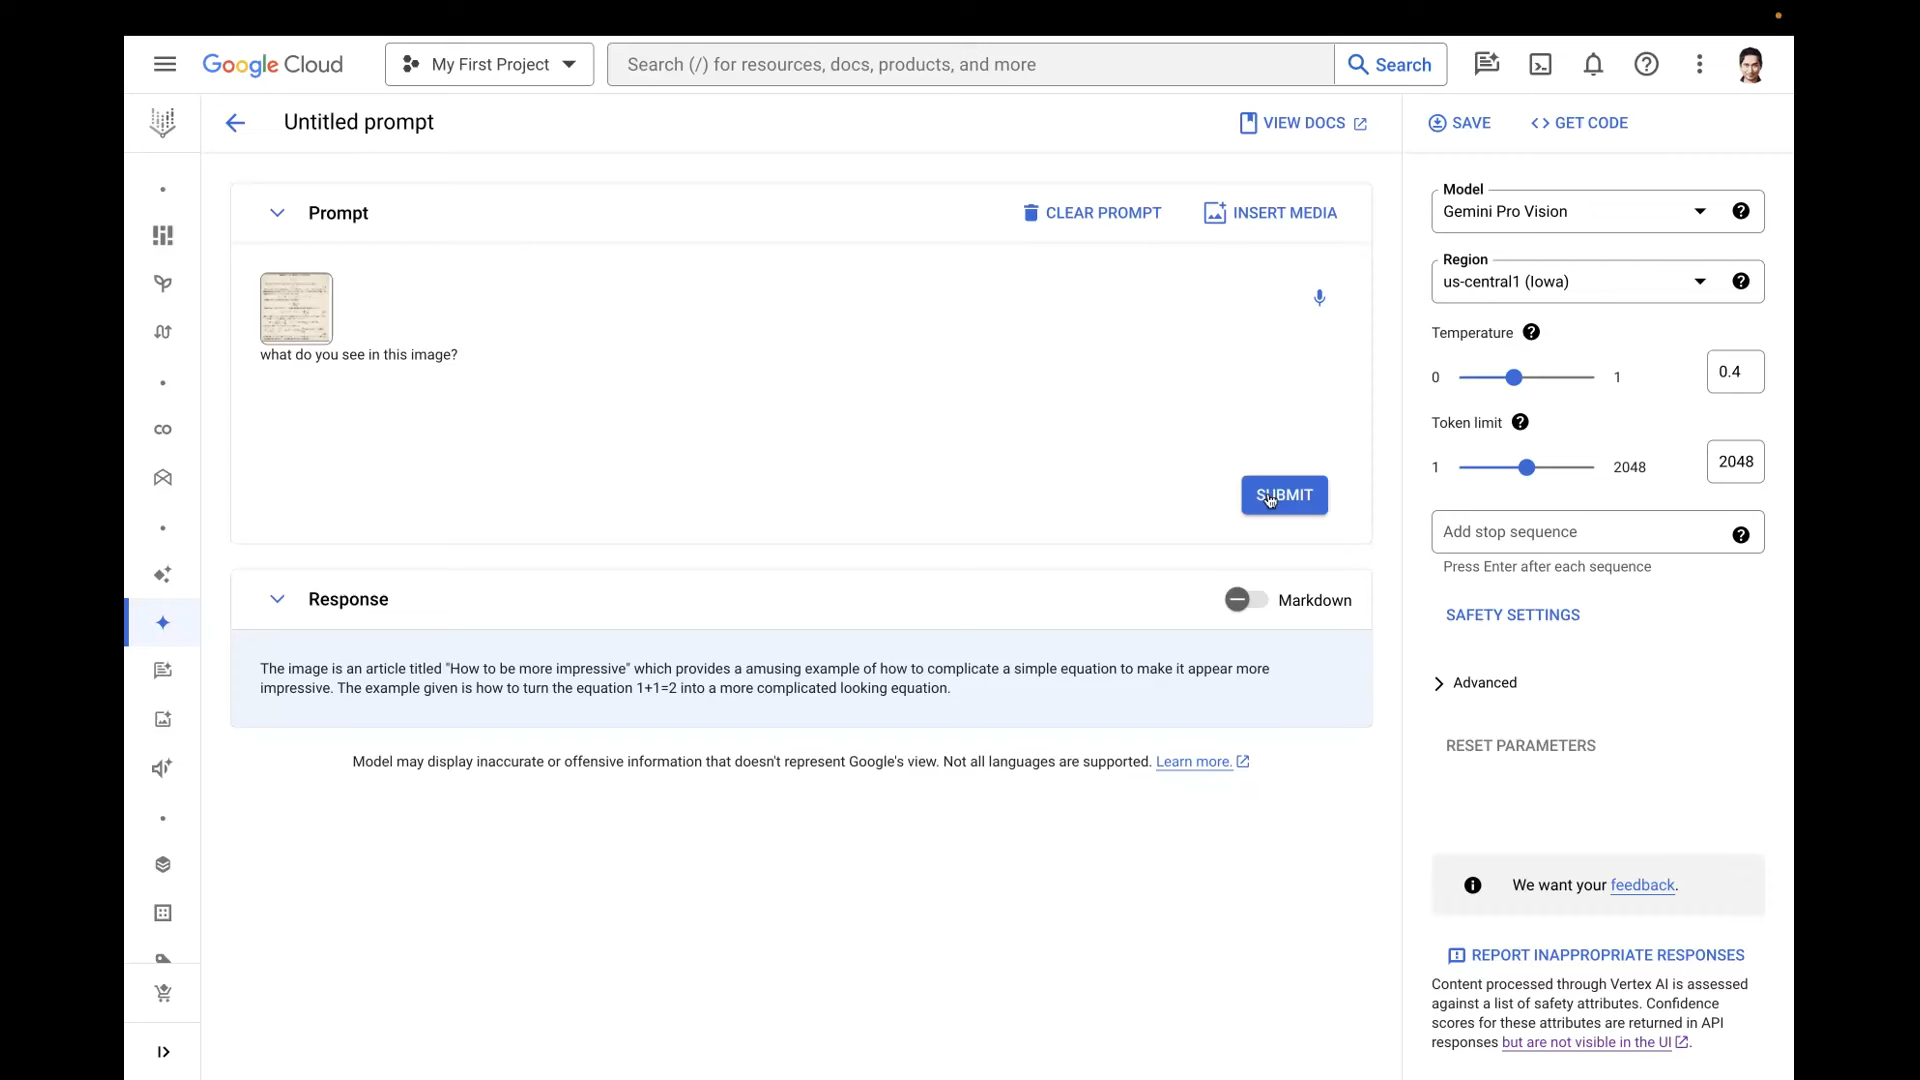 Google Cloud
My First Project
Search (/) for resources, docs, products, and more
Search
Untitled prompt
VIEW DOCS
SAVE
GET CODE
Prompt
CLEAR PROMPT
INSERT MEDIA
what do you see in this image?
SUBMIT
Response
Markdown
The image is an article titled "How to be more impressive" which provides a amusing example of how to complicate a simple equation to make it appear more
impressive. The example given is how to turn the equation 1+1=2 into a more complicated looking equation.
Model may display inaccurate or offensive information that doesn't represent Google's view. Not all languages are supported. Learn more.
Model
Gemini Pro Vision
Region
us-central1 (Iowa)
Temperature
0
1
0.4
Token limit
1
2048
2048
Add stop sequence
Press Enter after each sequence
SAFETY SETTINGS
Advanced
RESET PARAMETERS
We want your feedback.
REPORT INAPPROPRIATE RESPONSES
Content processed through Vertex AI is assessed
against a list of safety attributes. Confidence
scores for these attributes are returned in API
responses but are not visible in the UI.